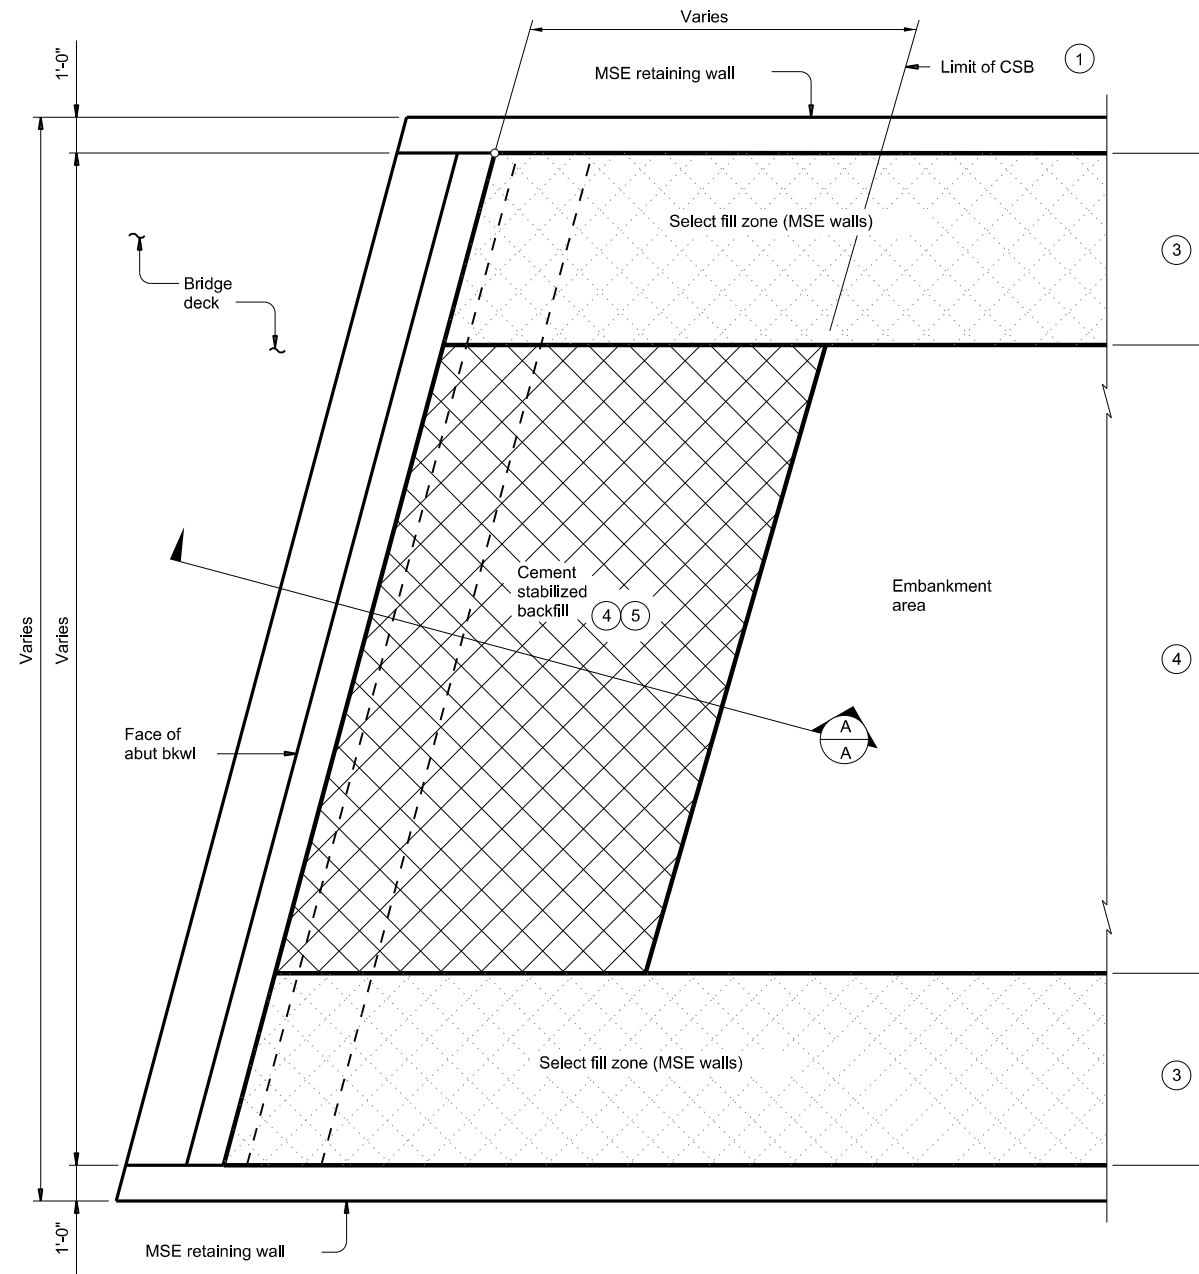 Varies
1'-0"
MSE retaining wall
Limit of CSB
1
Select fill zone (MSE walls)
3
Bridge
deck
Varies
Varies
Cement
stabilized
backfill
4 5
Embankment
area
4
Face of
abut bkwl
A
A
Select fill zone (MSE walls)
3
1'-0"
MSE retaining wall